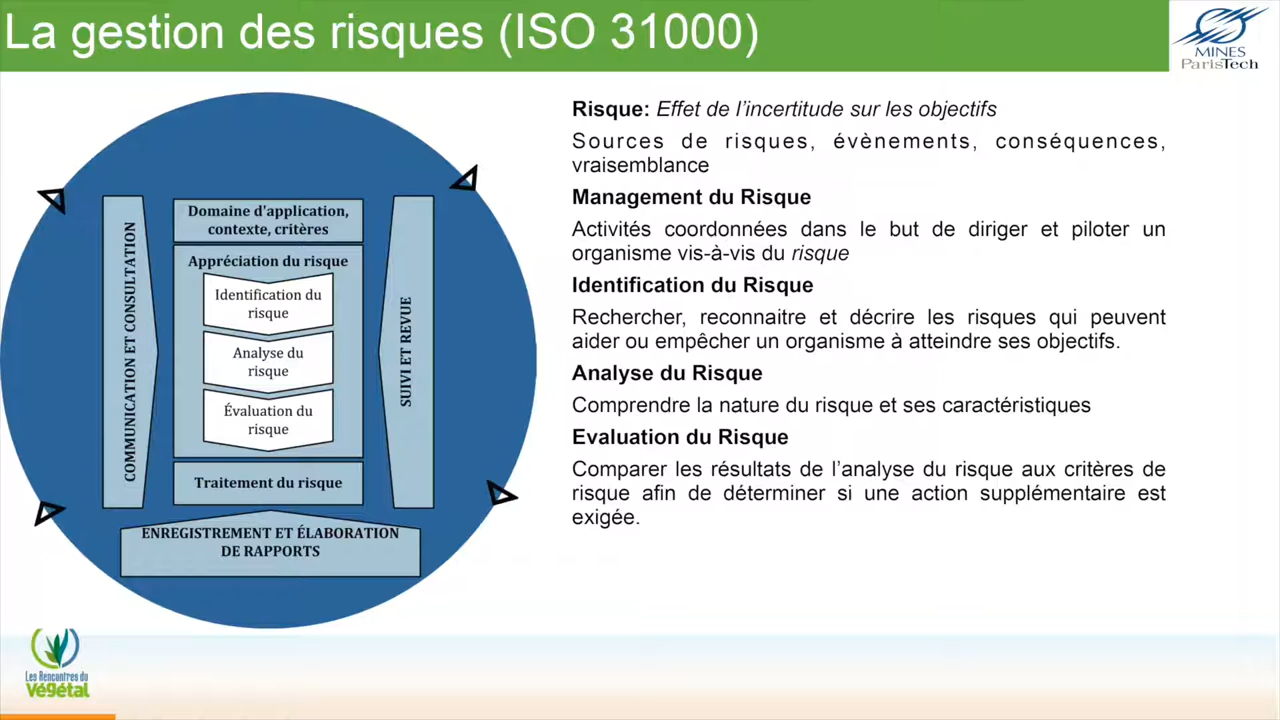 La gestion des risques (ISO 31000)
MINES
ParisTech
Domaine d’application,
contexte, critères
Appréciation du risque
Identification du
risque
Analyse du
risque
Évaluation du
risque
Traitement du risque
COMMUNICATION ET CONSULTATION
SUIVI ET REVUE
ENREGISTREMENT ET ÉLABORATION
DE RAPPORTS
Risque: Effet de l’incertitude sur les objectifs
Sources de risques, évènements, conséquences,
vraisemblance
Management du Risque
Activités coordonnées dans le but de diriger et piloter un
organisme vis-à-vis du risque
Identification du Risque
Rechercher, reconnaitre et décrire les risques qui peuvent
aider ou empêcher un organisme à atteindre ses objectifs.
Analyse du Risque
Comprendre la nature du risque et ses caractéristiques
Evaluation du Risque
Comparer les résultats de l’analyse du risque aux critères de
risque afin de déterminer si une action supplémentaire est
exigée.
Les Rencontres du
Végétal